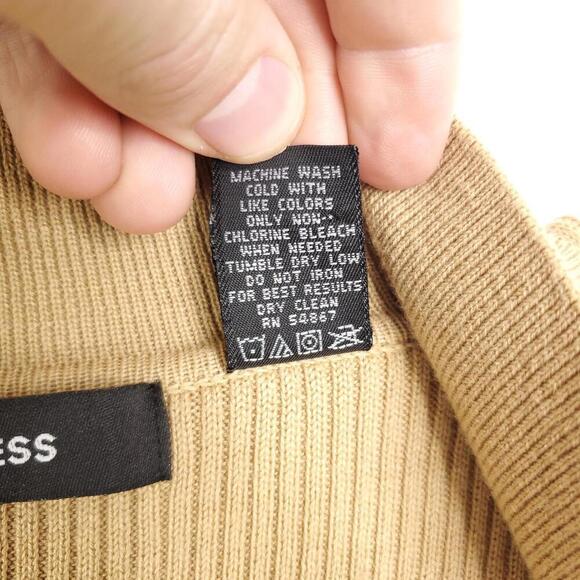 MACHINE WASH
COLD WITH
LIKE COLORS
ONLY NON--
CHLORINE BLEACH
WHEN NEEDED
TUMBLE DRY LOW
DO NOT IRON
FOR BEST RESULTS
DRY CLEAN
RN 54867
ESS